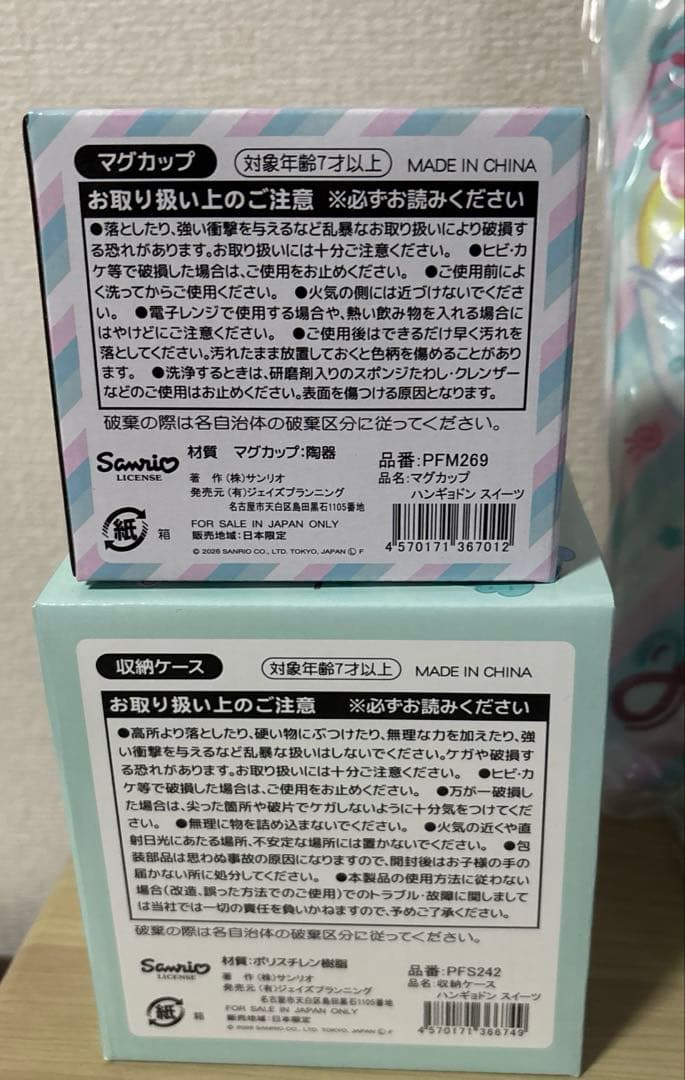 マグカップ 対象年齢7才以上 MADE IN CHINA
お取り扱い上のご注意 ※必ずお読みください
●落としたり、強い衝撃を与えるなど乱暴なお取り扱いにより破損す
る恐れがあります。お取り扱いには十分ご注意ください。 ●ヒビ・カ
ケ等で破損した場合は、ご使用をお止めください。 ●ご使用前によ
く洗ってからご使用ください。 ●火気の側には近づけないでくださ
い。 ●電子レンジで使用する場合や、熱い飲み物を入れる場合に
はやけどにご注意ください。 ●ご使用後はできるだけ早く汚れを
落としてください。汚れたまま放置しておくと色柄を傷めることがあり
ます。 ●洗浄するときは、研磨剤入りのスポンジたわし・クレンザー
などのご使用はお止めください。表面を傷つける原因となります。
破棄の際は各自治体の破棄区分に従ってください。
Sanrio
LICENSE
材質 マグカップ:陶器
著 作 (株)サンリオ
発売元 (有)ジェイズプランニング
名古屋市天白区島田黒石1105番地
FOR SALE IN JAPAN ONLY
販売地域:日本限定
© 2026 SANRIO CO., LTD. TOKYO, JAPAN Ⓛ F
紙 箱
品番:PFM269
品名:マグカップ
ハンギョドン スイーツ
4 570171 367012
収納ケース 対象年齢7才以上 MADE IN CHINA
お取り扱い上のご注意 ※必ずお読みください
●高所より落としたり、硬い物にぶつけたり、無理な力を加えたり、強
い衝撃を与えるなど乱暴な扱いはしないでください。ケガや破損す
る恐れがあります。お取り扱いには十分ご注意ください。 ●ヒビ・カ
ケ等で破損した場合は、ご使用をお止めください。 ●万が一破損し
た場合は、尖った箇所や破片でケガしないように十分気をつけてくだ
さい。 ●無理に物を詰め込まないでください。 ●火気の近くや直
射日光にあたる場所、不安定な場所には置かないでください。 ●包
装部品は思わぬ事故の原因になりますので、開封後はお子様の手の
届かない所に処分してください。 ●本製品の使用方法に従わない
場合(改造、誤った方法でのご使用)でのトラブル・故障に関しまして
は当社では一切の責任を負いかねますので、予めご了承ください。
破棄の際は各自治体の破棄区分に従ってください。
Sanrio
LICENSE
材質:ポリスチレン樹脂
著 作 (株)サンリオ
発売元 (有)ジェイズプランニング
名古屋市天白区島田黒石1105番地
FOR SALE IN JAPAN ONLY
販売地域:日本限定
© 2026 SANRIO CO., LTD. TOKYO, JAPAN Ⓛ F
紙 箱
品番:PFS242
品名:収納ケース
ハンギョドン スイーツ
4 570171 366749